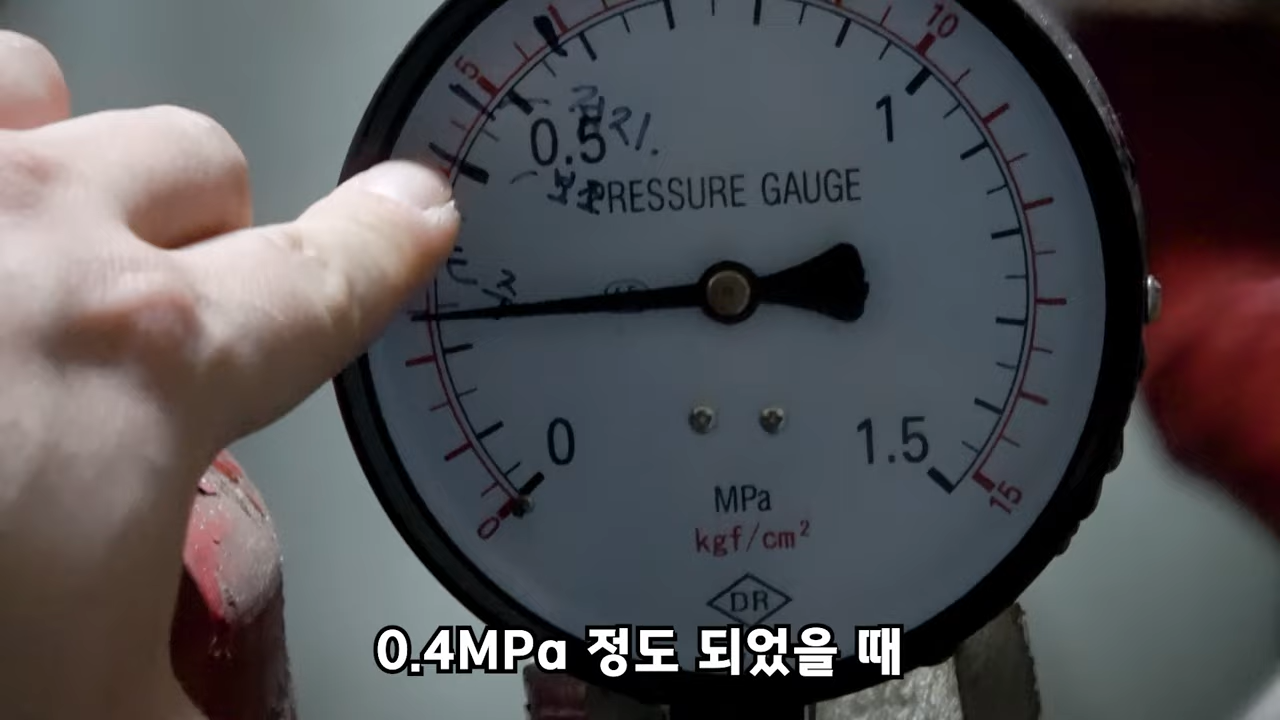 10
5
0.5
1
PRESSURE GAUGE
0
1.5
MPa
kgf/cm²
0
15
DR
0.4MPa 정도 되었을 때